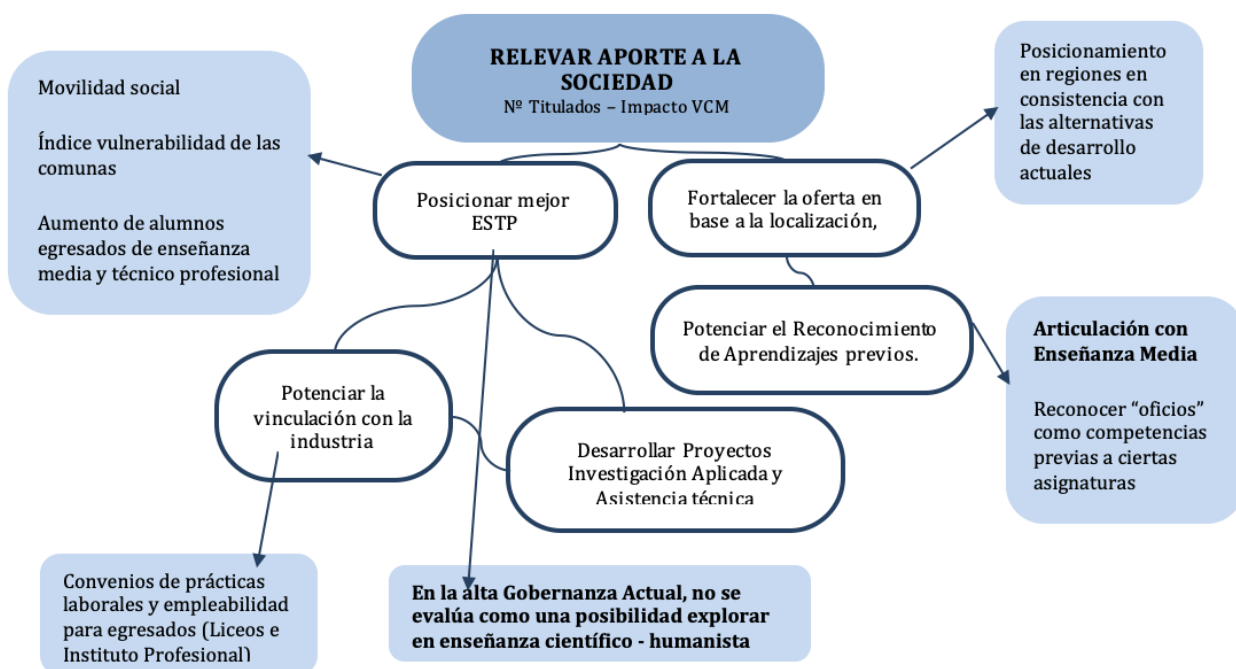 RELEVAR APORTE A LA
SOCIEDAD
Nº Titulados – Impacto VCM
Movilidad social
Índice vulnerabilidad de las
comunas
Aumento de alumnos
egresados de enseñanza
media y técnico profesional
Posicionar mejor
ESTP
Fortalecer la oferta en
base a la localización,
Posicionamiento
en regiones en
consistencia con
las alternativas
de desarrollo
actuales
Potenciar el Reconocimiento
de Aprendizajes previos.
Articulación con
Enseñanza Media
Reconocer “oficios”
como competencias
previas a ciertas
asignaturas
Potenciar la
vinculación con la
industria
Desarrollar Proyectos
Investigación Aplicada y
Asistencia técnica
Convenios de prácticas
laborales y empleabilidad
para egresados (Liceos e
Instituto Profesional)
En la alta Gobernanza Actual, no se
evalúa como una posibilidad explorar
en enseñanza científico - humanista